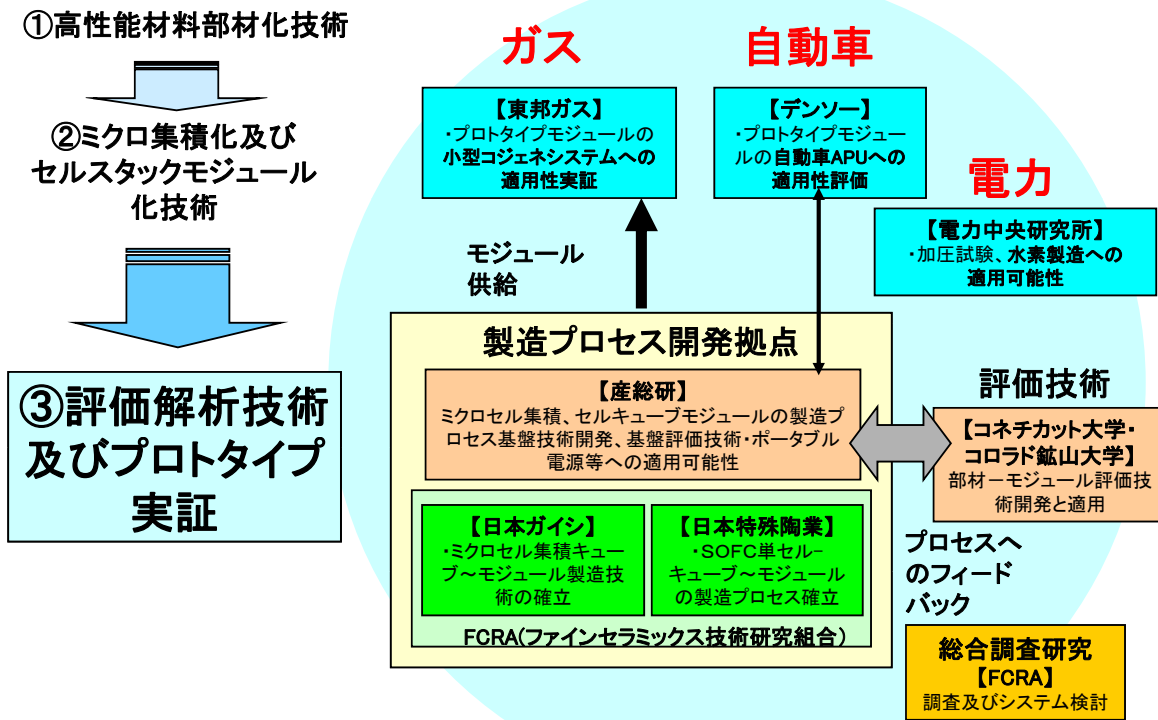 ①高性能材料部材化技術
②ミクロ集積化及び
セルスタックモジュール
化技術
③評価解析技術
及びプロトタイプ
実証
ガス
自動車
【東邦ガス】
・プロトタイプモジュールの
小型コジェネシステムへの
適用性実証
【デンソー】
・プロトタイプモジュー
ルの自動車APUへの
適用性評価
電力
【電力中央研究所】
・加圧試験、水素製造への
適用可能性
モジュール
供給
製造プロセス開発拠点
【産総研】
ミクロセル集積、セルキューブモジュールの製造プ
ロセス基盤技術開発、基盤評価技術・ポータブル
電源等への適用可能性
評価技術
【コネチカット大学・
コロラド鉱山大学】
部材－モジュール評価技
術開発と適用
【日本ガイシ】
・ミクロセル集積キュー
ブ～モジュール製造技
術の確立
【日本特殊陶業】
・SOFC単セル－
キューブ～モジュール
の製造プロセス確立
FCRA(ファインセラミックス技術研究組合)
プロセスへ
のフィード
バック
総合調査研究
【FCRA】
調査及びシステム検討